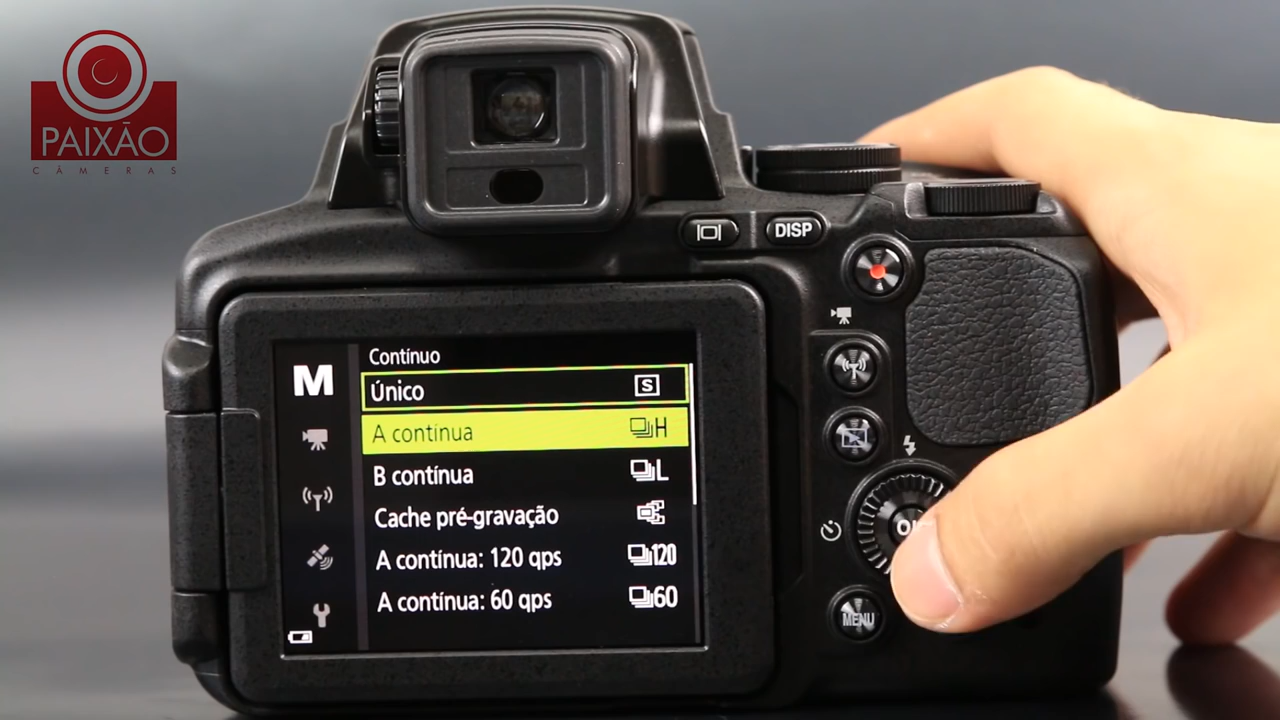 PAIXÃO
CÂMERAS
DISP
M
Contínuo
Único S
A contínua H
B contínua L
Cache pré-gravação
A contínua: 120 qps 120
A contínua: 60 qps 60
MENU